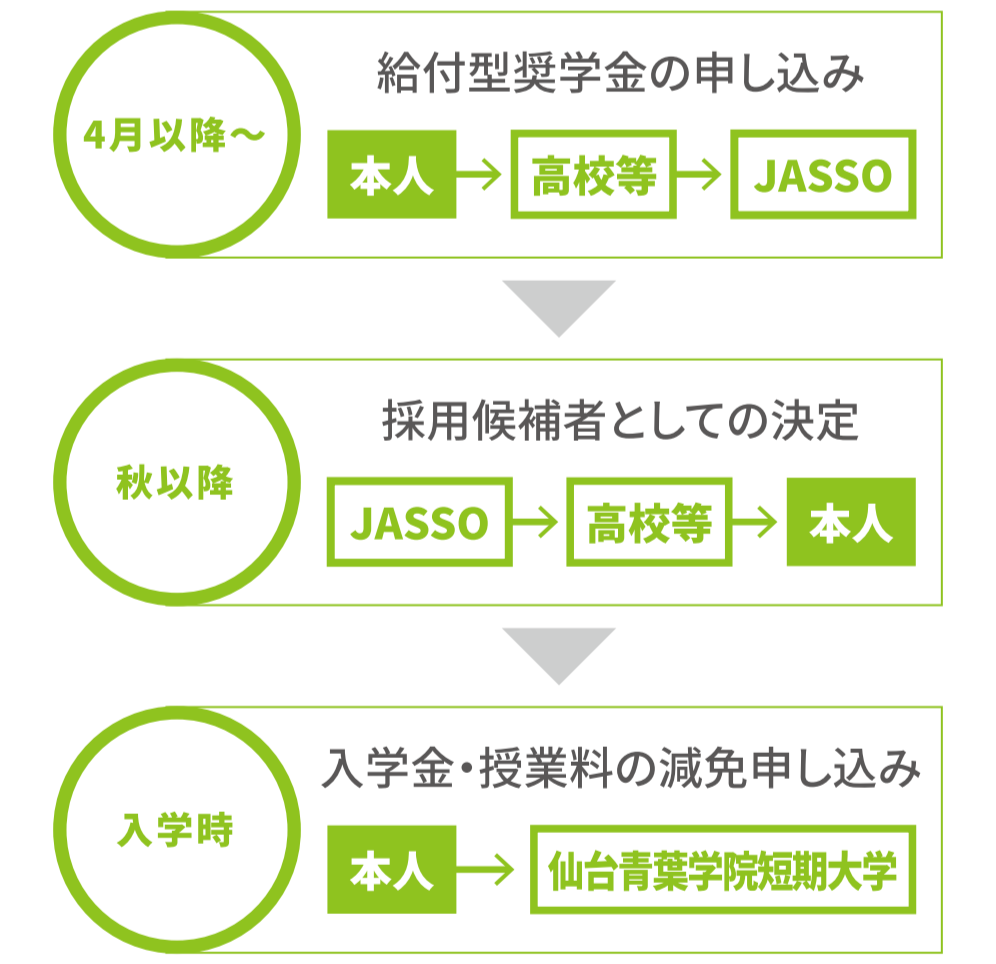 4月以降〜
給付型奨学金の申し込み
本人→高校等→JASSO
秋以降
採用候補者としての決定
JASSO→高校等→本人
入学時
入学金・授業料の減免申し込み
本人→仙台青葉学院短期大学